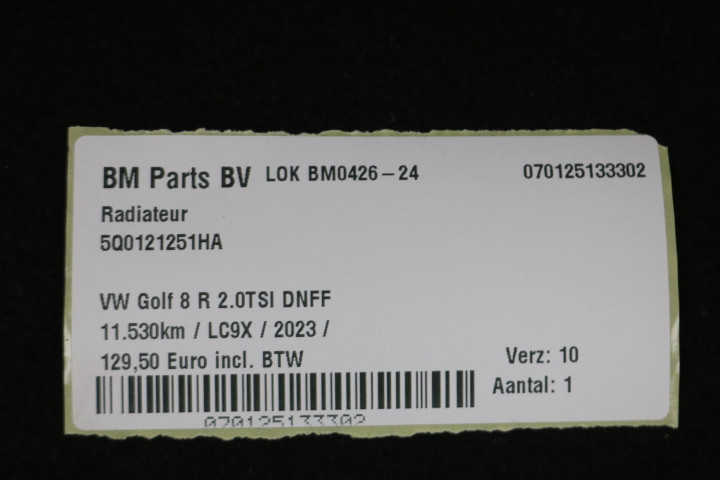 BM Parts BV LOK BM0426-24 070125133302
Radiateur
5Q0121251HA
VW Golf 8 R 2.0TSI DNFF
11.530km / LC9X / 2023 /
129,50 Euro incl. BTW
Verz: 10
Aantal: 1
070125133302